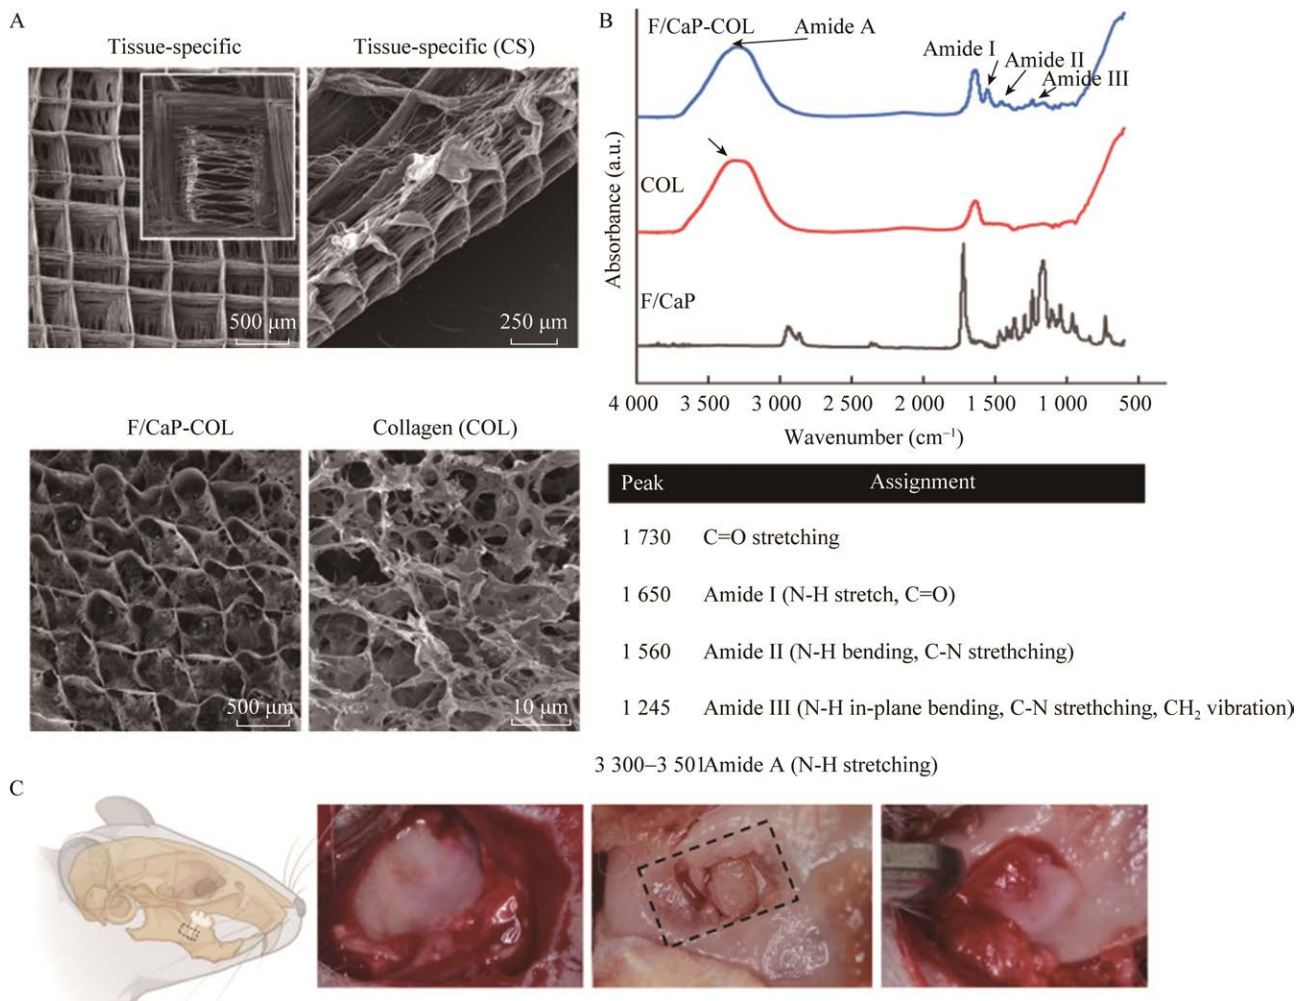 A
Tissue-specific
Tissue-specific (CS)
500 μm
250 μm
F/CaP-COL
Collagen (COL)
500 μm
10 μm
B
F/CaP-COL
Amide A
Amide I
Amide II
Amide III
COL
F/CaP
Absorbance (a.u.)
4 000 3 500 3 000 2 500 2 000 1 500 1 000 500
Wavenumber (cm⁻¹)
Peak Assignment
1 730 C=O stretching
1 650 Amide I (N-H stretch, C=O)
1 560 Amide II (N-H bending, C-N strethching)
1 245 Amide III (N-H in-plane bending, C-N strethching, CH₂ vibration)
3 300–3 501 Amide A (N-H stretching)
C